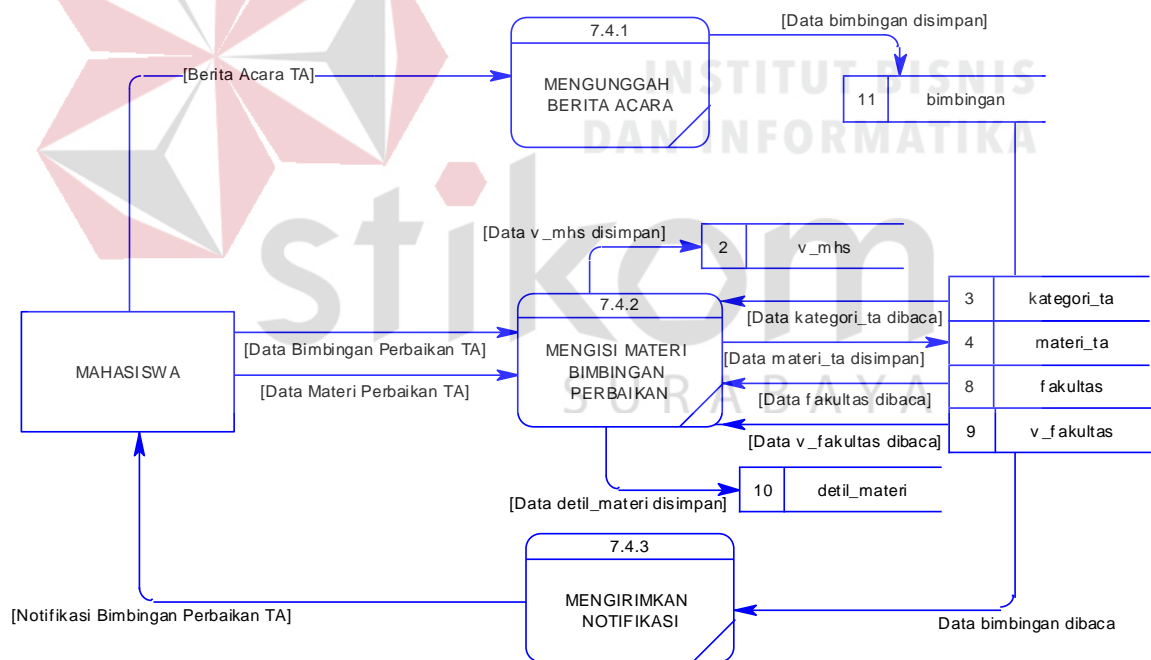 [Data bimbingan disimpan]
7.4.1
[Berita Acara TA]
MENGUNGGAH
BERITA ACARA
11
bimbingan
INSTITUT BISNIS
DAN INFORMATIKA
stikom
SURABAYA
[Data v_mhs disimpan]
2
v_mhs
7.4.2
3
kategori_ta
[Data kategori_ta dibaca]
MAHASISWA
[Data Bimbingan Perbaikan TA]
MENGISI MATERI
BIMBINGAN
PERBAIKAN
4
materi_ta
[Data materi_ta disimpan]
[Data Materi Perbaikan TA]
8
fakultas
[Data fakultas dibaca]
9
v_fakultas
[Data v_fakultas dibaca]
10
detil_materi
[Data detil_materi disimpan]
7.4.3
MENGIRIMKAN
NOTIFIKASI
[Notifikasi Bimbingan Perbaikan TA]
Data bimbingan dibaca